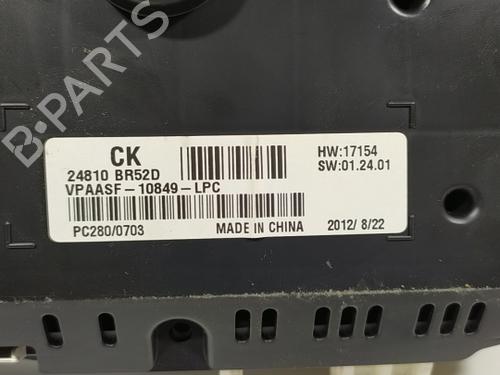 B-PARTS
CK
24810 BR52D
VPAASF-10849-LPC
PC280/0703
MADE IN CHINA
HW:17154
SW:01.24.01
2012/ 8/22